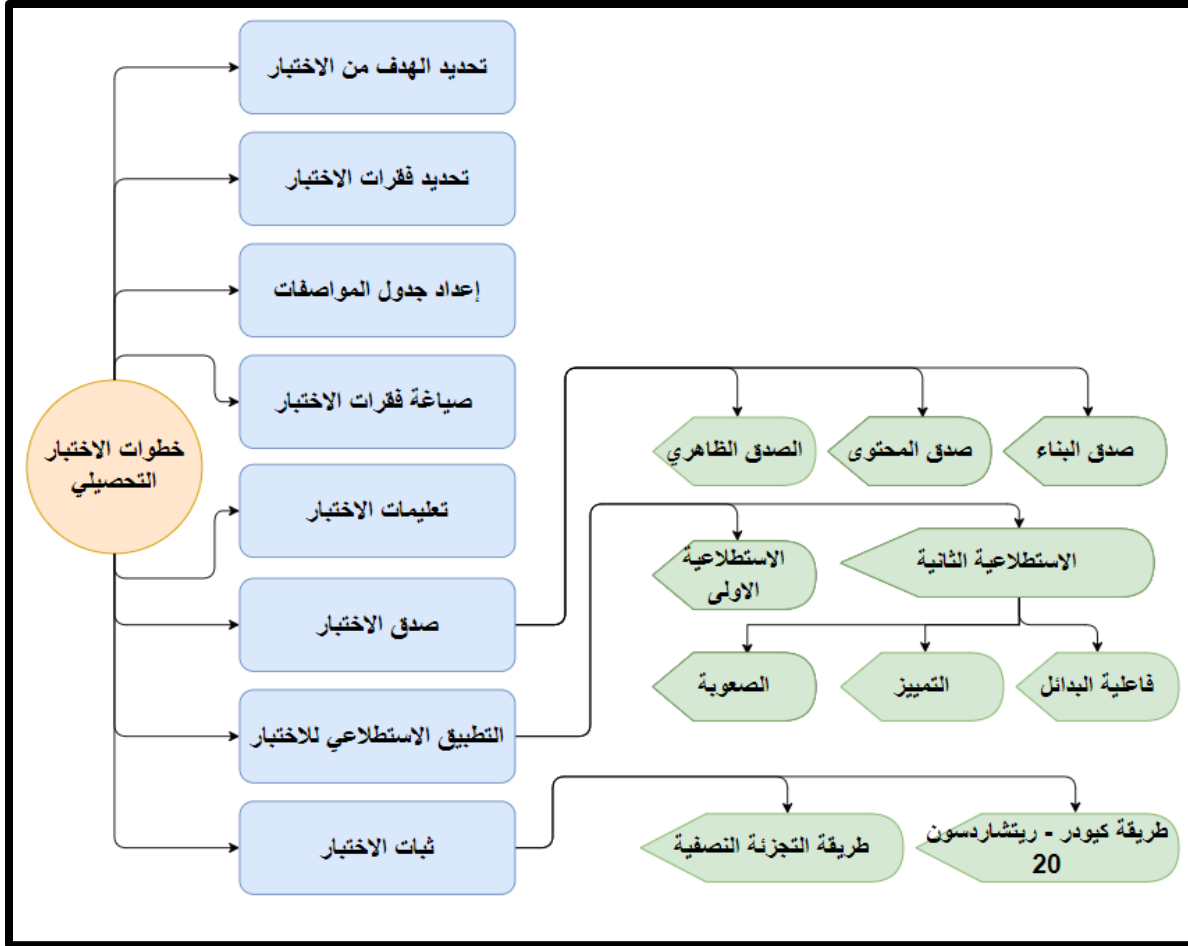 تحديد الهدف من الاختبار
تحديد فقرات الاختبار
إعداد جدول المواصفات
صياغة فقرات الاختبار
خطوات الاختبار
التحصيلي
تعليمات الاختبار
صدق الاختبار
التطبيق الاستطلاعي للاختبار
ثبات الاختبار
صدق البناء
صدق المحتوى
الصدق الظاهري
الاستطلاعية الثانية
الاستطلاعية
الاولى
فاعلية البدائل
التمييز
الصعوبة
طريقة كيودر - ريتشاردسون
20
طريقة التجزئة النصفية